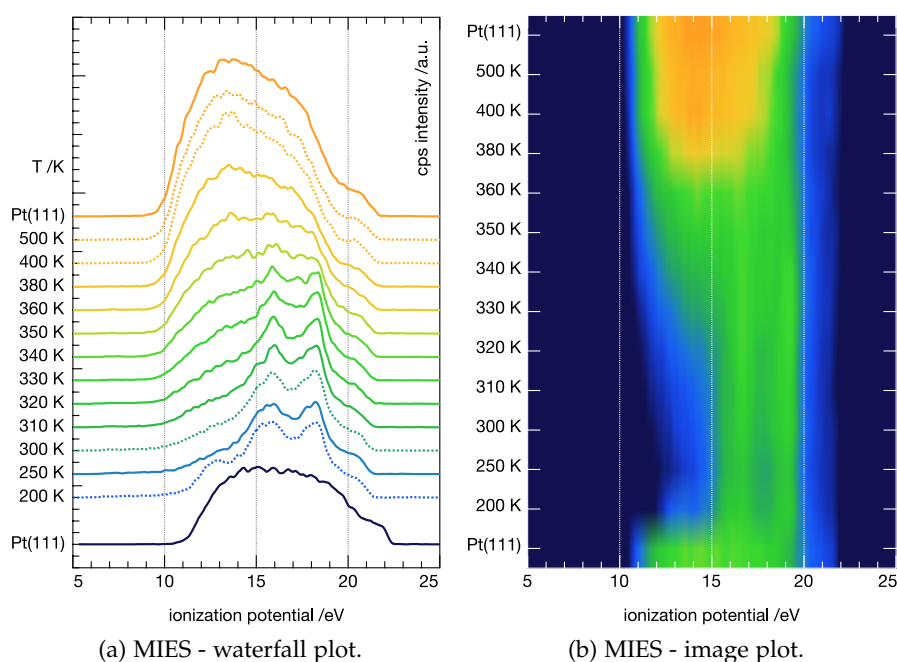 cps intensity /a.u.
T /K
Pt(111)
500 K
400 K
380 K
360 K
350 K
340 K
330 K
320 K
310 K
300 K
250 K
200 K
Pt(111)
5 10 15 20 25
ionization potential /eV
(a) MIES - waterfall plot.
Pt(111)
500 K
400 K
380 K
360 K
340 K
330 K
320 K
310 K
300 K
250 K
200 K
Pt(111)
5 10 15 20 25
ionization potential /eV
(b) MIES - image plot.